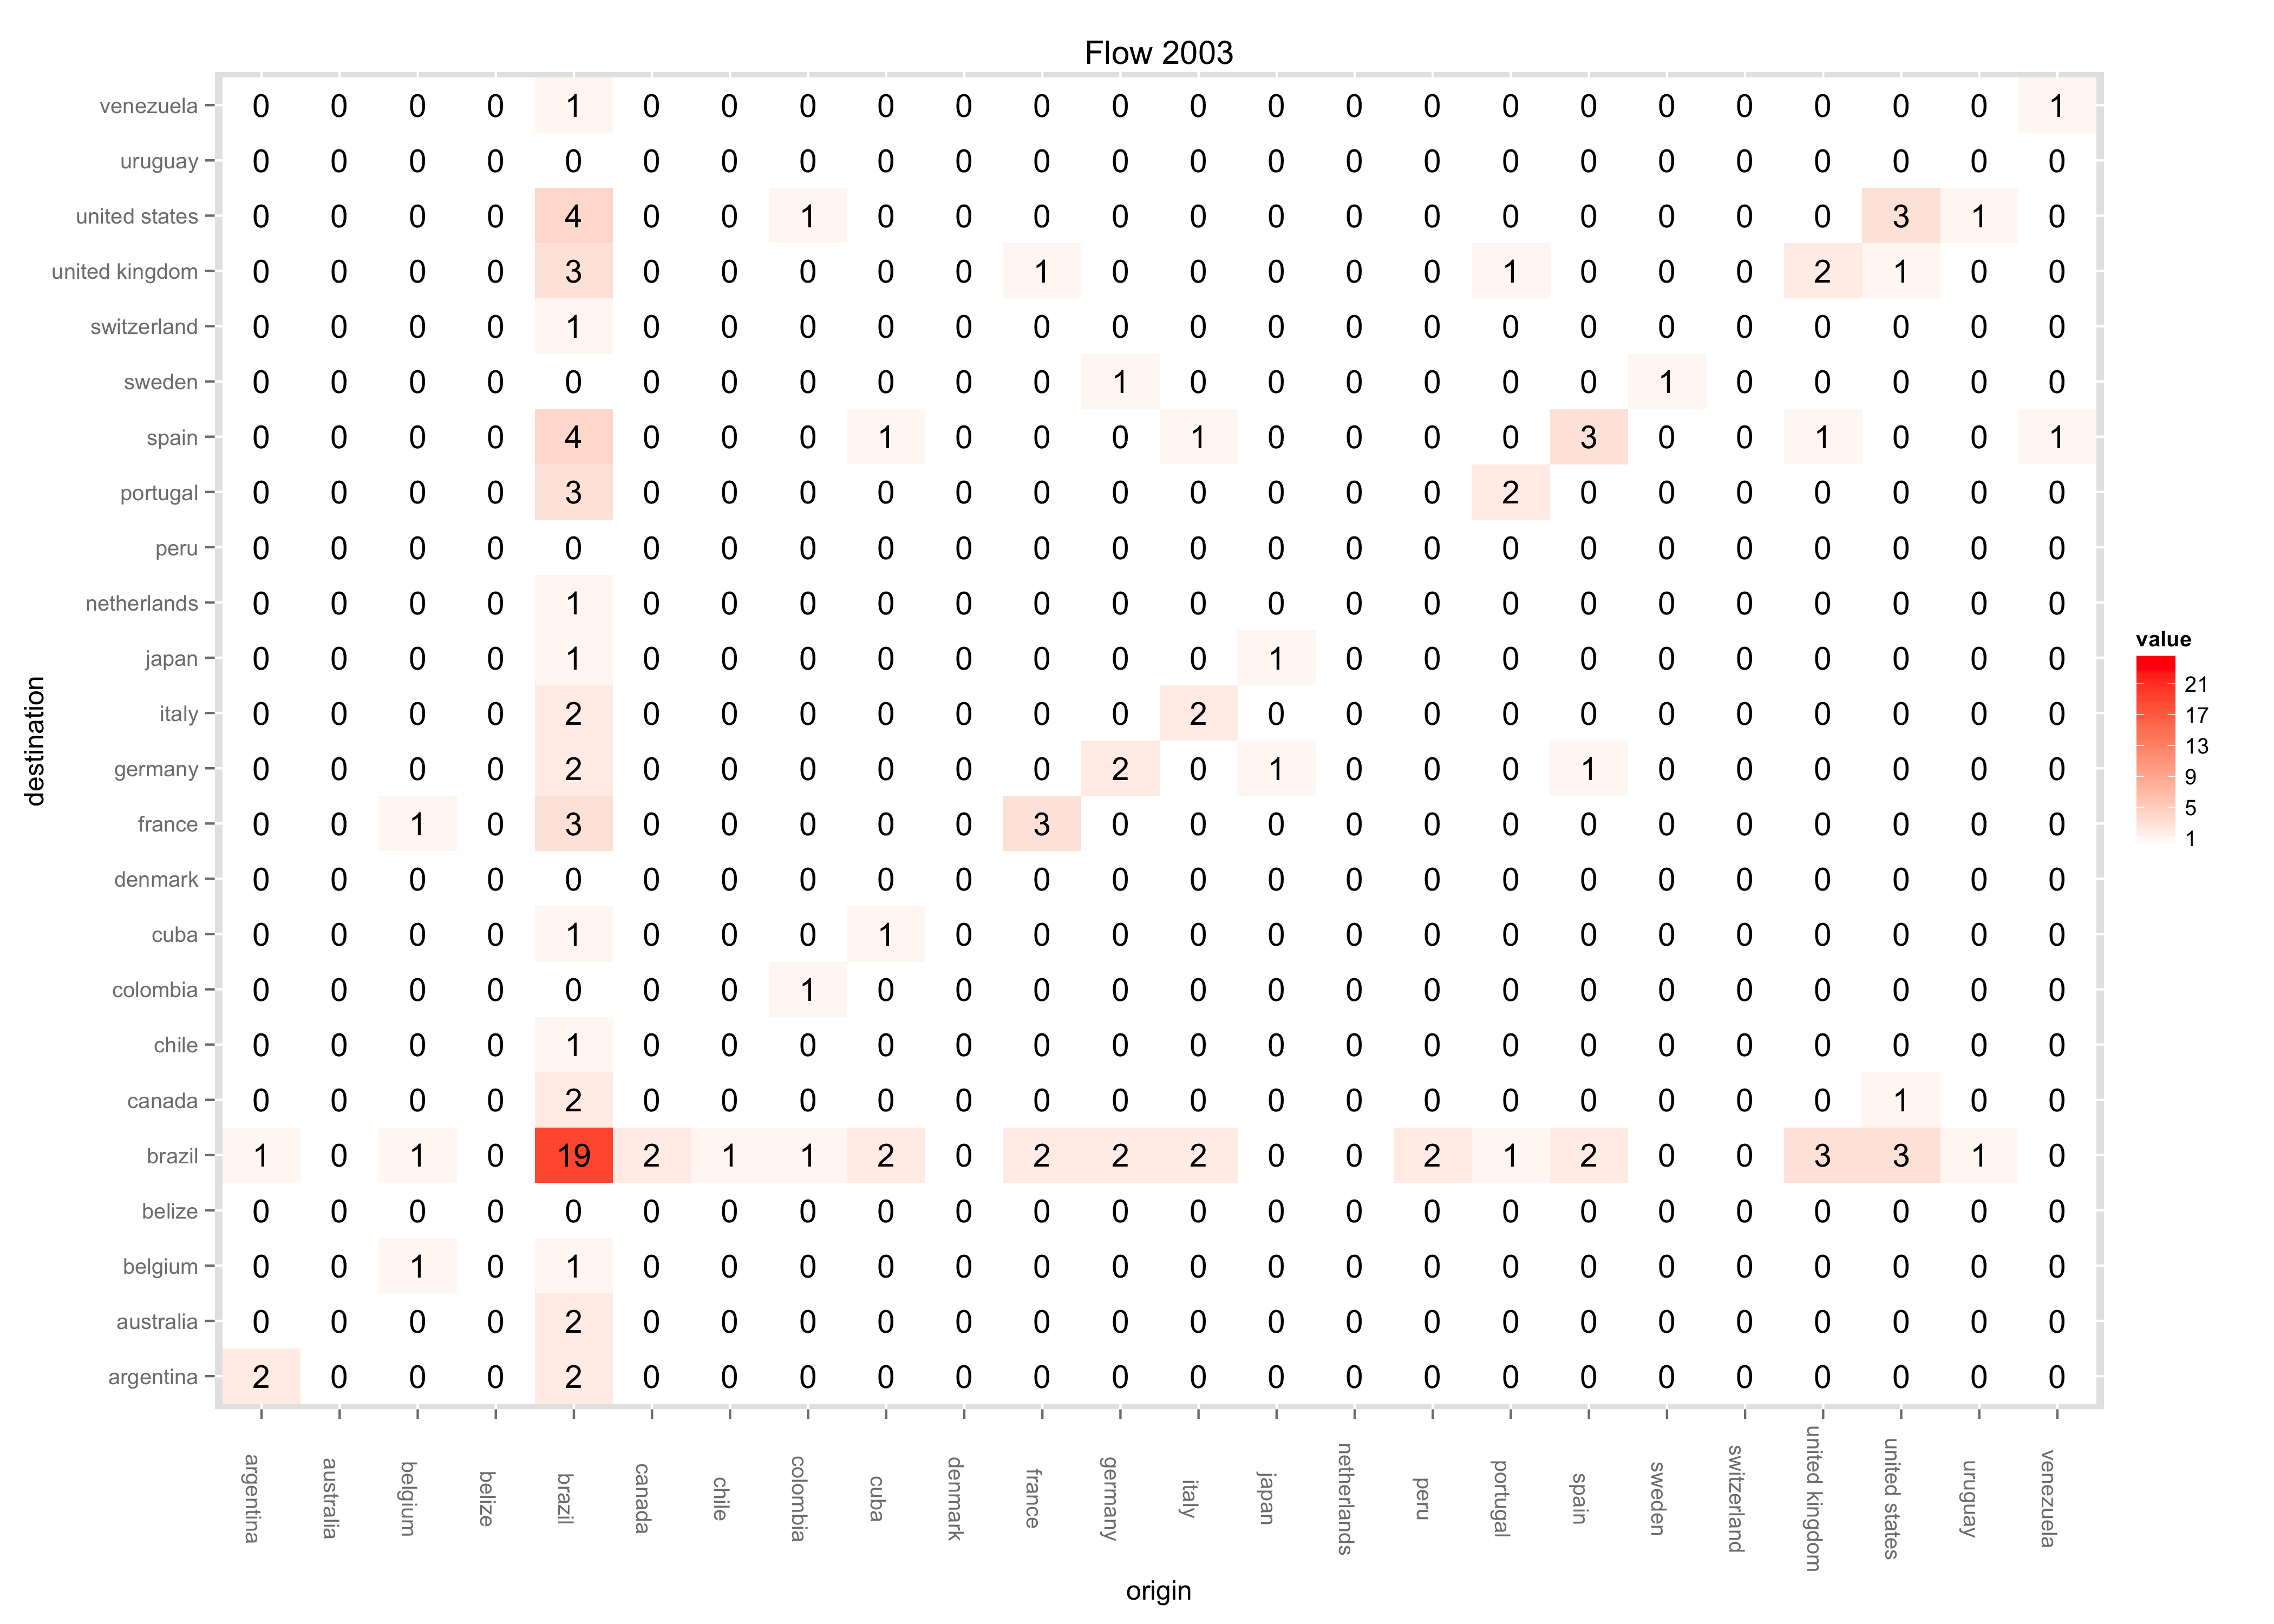 Flow 2003
venezuela 0 0 0 0 1 0 0 0 0 0 0 0 0 0 0 0 0 0 0 0 0 0 0 1
uruguay 0 0 0 0 0 0 0 0 0 0 0 0 0 0 0 0 0 0 0 0 0 0 0 0
united states 0 0 0 0 4 0 0 1 0 0 0 0 0 0 0 0 0 0 0 0 0 3 1 0
united kingdom 0 0 0 0 3 0 0 0 0 0 1 0 0 0 0 0 1 0 0 0 2 1 0 0
switzerland 0 0 0 0 1 0 0 0 0 0 0 0 0 0 0 0 0 0 0 0 0 0 0 0
sweden 0 0 0 0 0 0 0 0 0 0 0 1 0 0 0 0 0 0 1 0 0 0 0 0
spain 0 0 0 0 4 0 0 0 1 0 0 0 1 0 0 0 0 3 0 0 1 0 0 1
portugal 0 0 0 0 3 0 0 0 0 0 0 0 0 0 0 0 2 0 0 0 0 0 0 0
peru 0 0 0 0 0 0 0 0 0 0 0 0 0 0 0 0 0 0 0 0 0 0 0 0
netherlands 0 0 0 0 1 0 0 0 0 0 0 0 0 0 0 0 0 0 0 0 0 0 0 0
japan 0 0 0 0 1 0 0 0 0 0 0 0 0 1 0 0 0 0 0 0 0 0 0 0
italy 0 0 0 0 2 0 0 0 0 0 0 0 2 0 0 0 0 0 0 0 0 0 0 0
germany 0 0 0 0 2 0 0 0 0 0 0 2 0 1 0 0 0 1 0 0 0 0 0 0
france 0 0 1 0 3 0 0 0 0 0 3 0 0 0 0 0 0 0 0 0 0 0 0 0
denmark 0 0 0 0 0 0 0 0 0 0 0 0 0 0 0 0 0 0 0 0 0 0 0 0
cuba 0 0 0 0 1 0 0 0 1 0 0 0 0 0 0 0 0 0 0 0 0 0 0 0
colombia 0 0 0 0 0 0 0 1 0 0 0 0 0 0 0 0 0 0 0 0 0 0 0 0
chile 0 0 0 0 1 0 0 0 0 0 0 0 0 0 0 0 0 0 0 0 0 0 0 0
canada 0 0 0 0 2 0 0 0 0 0 0 0 0 0 0 0 0 0 0 0 0 1 0 0
brazil 1 0 1 0 19 2 1 1 2 0 2 2 2 0 0 2 1 2 0 0 3 3 1 0
belize 0 0 0 0 0 0 0 0 0 0 0 0 0 0 0 0 0 0 0 0 0 0 0 0
belgium 0 0 1 0 1 0 0 0 0 0 0 0 0 0 0 0 0 0 0 0 0 0 0 0
australia 0 0 0 0 2 0 0 0 0 0 0 0 0 0 0 0 0 0 0 0 0 0 0 0
argentina 2 0 0 0 2 0 0 0 0 0 0 0 0 0 0 0 0 0 0 0 0 0 0 0
destination
argentina
australia
belgium
belize
brazil
canada
chile
colombia
cuba
denmark
france
germany
italy
japan
netherlands
peru
portugal
spain
sweden
switzerland
united kingdom
united states
uruguay
venezuela
origin
value
21
17
13
9
5
1